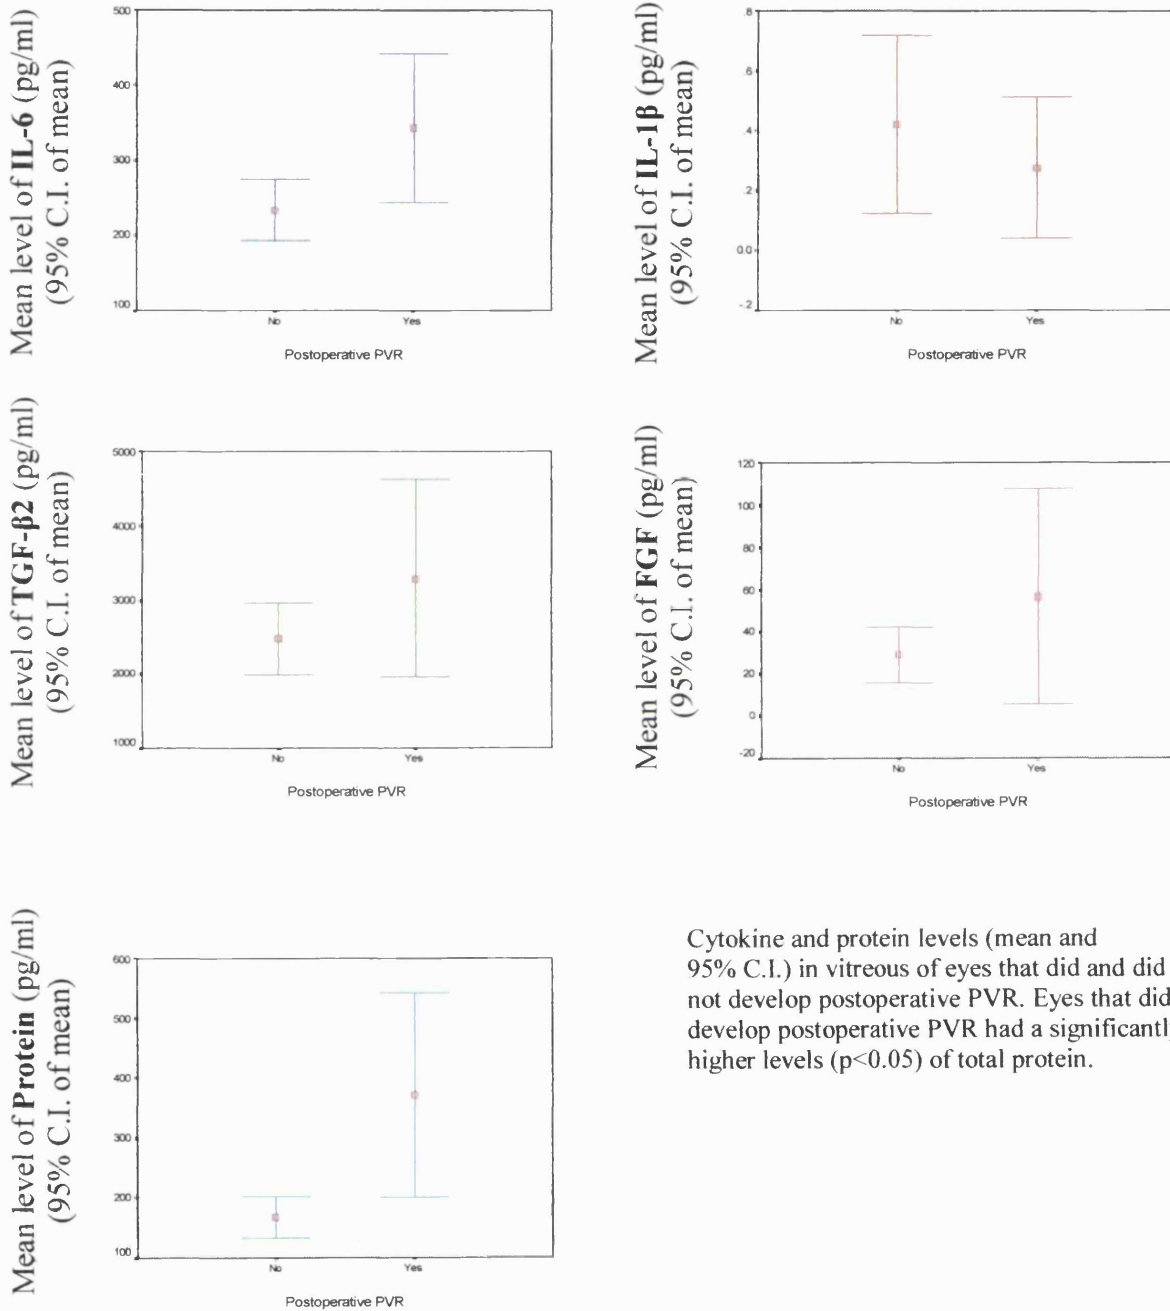 Mean level of IL-6 (pg/ml)
(95% C.I. of mean)
500
400
300
200
100
No
Yes
Postoperative PVR
Mean level of IL-1β (pg/ml)
(95% C.I. of mean)
.8
.6
.4
.2
0.0
-.2
No
Yes
Postoperative PVR
Mean level of TGF-β2 (pg/ml)
(95% C.I. of mean)
5000
4000
3000
2000
1000
No
Yes
Postoperative PVR
Mean level of FGF (pg/ml)
(95% C.I. of mean)
120
100
80
60
40
20
0
-20
No
Yes
Postoperative PVR
Mean level of Protein (pg/ml)
(95% C.I. of mean)
600
500
400
300
200
100
No
Yes
Postoperative PVR
Cytokine and protein levels (mean and
95% C.I.) in vitreous of eyes that did and did
not develop postoperative PVR. Eyes that did
develop postoperative PVR had a significantly
higher levels (p<0.05) of total protein.